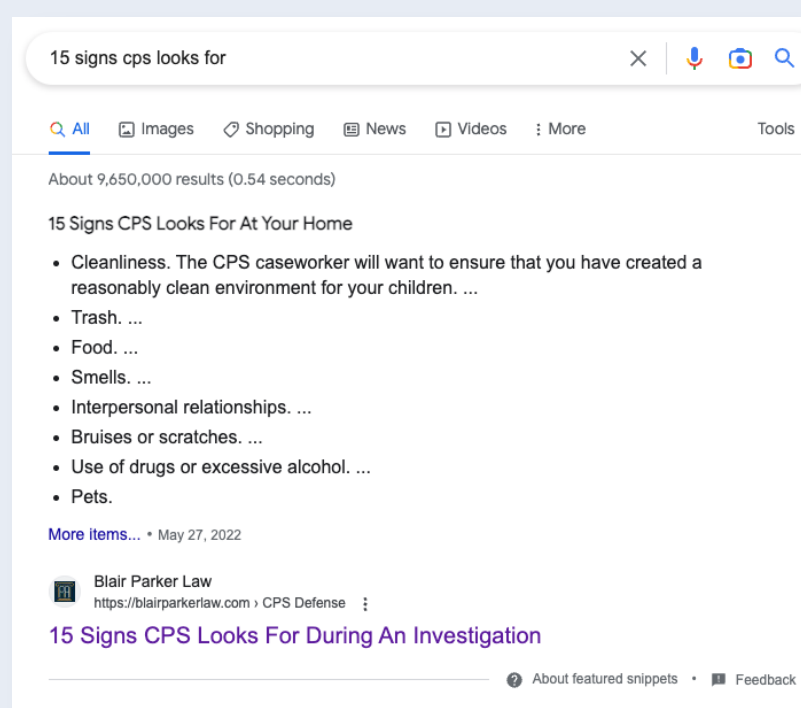 15 signs cps looks for
All Images Shopping News Videos More Tools
About 9,650,000 results (0.54 seconds)
15 Signs CPS Looks For At Your Home
• Cleanliness. The CPS caseworker will want to ensure that you have created a
reasonably clean environment for your children. ...
• Trash. ...
• Food. ...
• Smells. ...
• Interpersonal relationships. ...
• Bruises or scratches. ...
• Use of drugs or excessive alcohol. ...
• Pets.
More items... • May 27, 2022
Blair Parker Law
https://blairparkerlaw.com › CPS Defense
15 Signs CPS Looks For During An Investigation
About featured snippets • Feedback